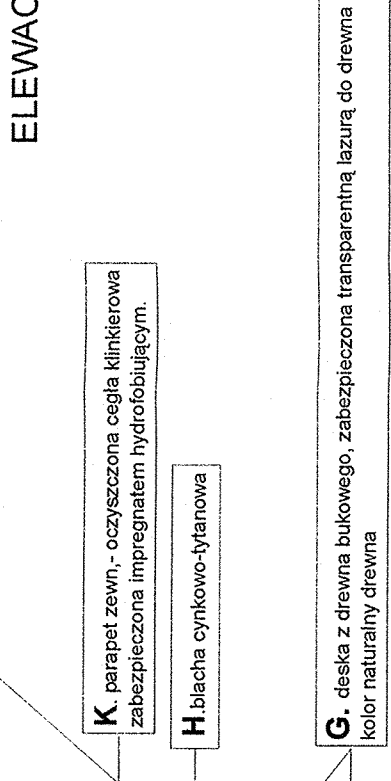 ELEWAC
K. parapet zewn,- oczyszczona cegła klinkierowa
zabezpieczona impregnatem hydrofobiującym.
H.blacha cynkowo-tytanowa
G. deska z drewna bukowego, zabezpieczona transparentną lazurą do drewna
kolor naturalny drewna